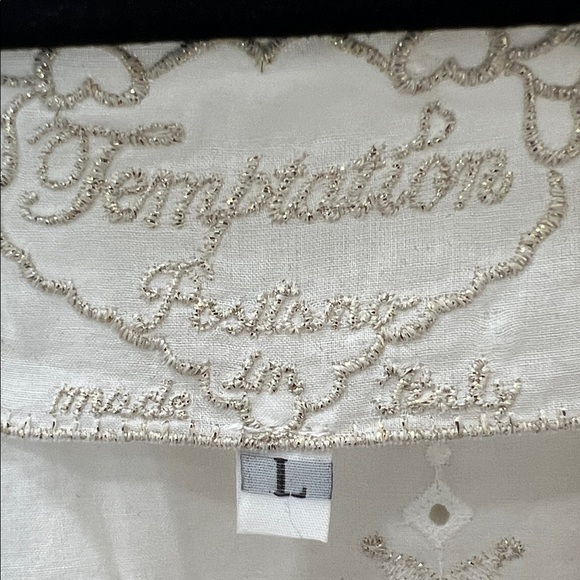 Temptation
Positano
made in Italy
L